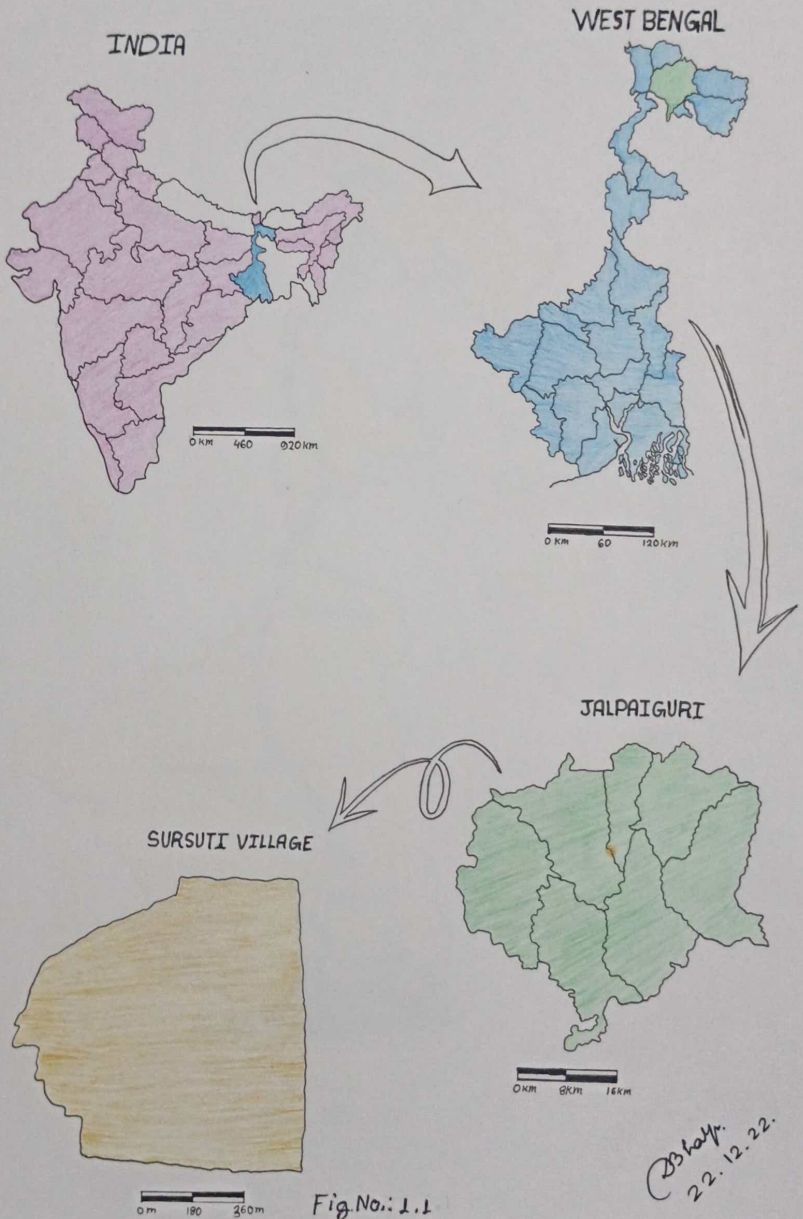 INDIA
0 km 460 920 km
WEST BENGAL
0 km 60 120 km
JALPAIGURI
0 km 8 km 16 km
SURSUTI VILLAGE
0 m 180 360 m
Fig. No.: 1.1
22.12.22.